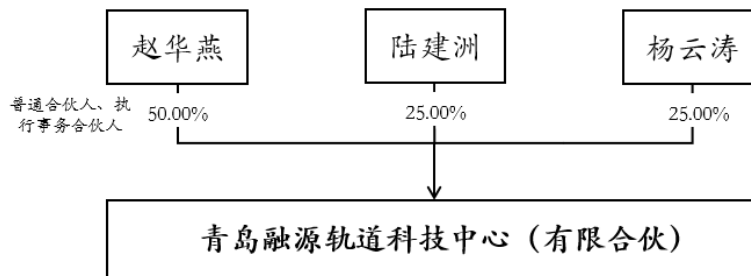 赵华燕
陆建洲
杨云涛
普通合伙人、执
行事务合伙人
50.00%
25.00%
25.00%
青岛融源轨道科技中心（有限合伙）